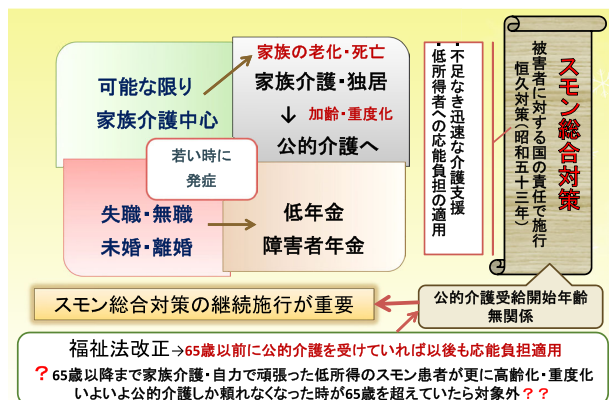 可能な限り
家族介護中心
家族の老化・死亡
家族介護・独居
↓ 加齢・重度化
公的介護へ
若い時に
発症
失職・無職
未婚・離婚
低年金
障害者年金
・不足なき迅速な介護支援
・低所得者への応能負担の適用
スモン総合対策
被害者に対する国の責任で施行
恒久対策（昭和五十三年）
スモン総合対策の継続施行が重要
公的介護受給開始年齢
無関係
福祉法改正→65歳以前に公的介護を受けていれば以後も応能負担適用
？65歳以降まで家族介護・自力で頑張った低所得のスモン患者が更に高齢化・重度化
いよいよ公的介護しか頼れなくなった時が65歳を超えていたら対象外？？